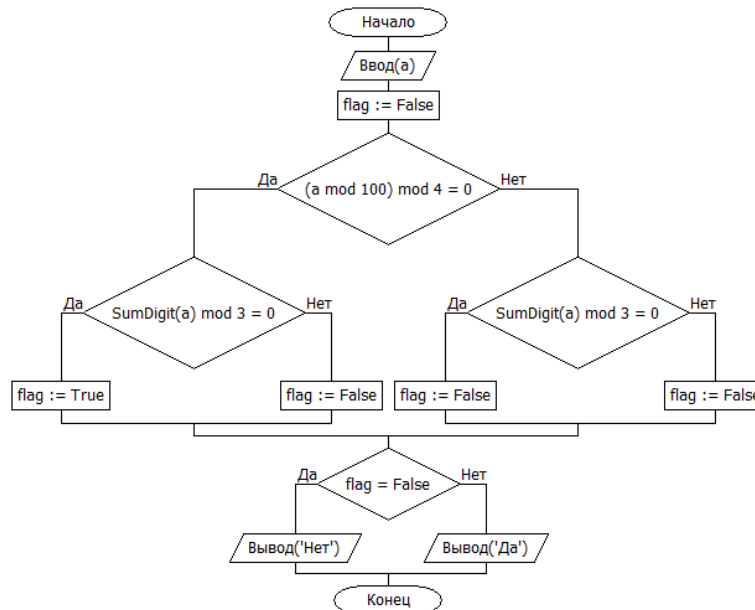 Начало
Ввод(a)
flag := False
Да
Нет
(a mod 100) mod 4 = 0
Да
Нет
Да
Нет
SumDigit(a) mod 3 = 0
SumDigit(a) mod 3 = 0
flag := True
flag := False
flag := False
flag := False
Да
Нет
flag = False
Вывод('Нет')
Вывод('Да')
Конец